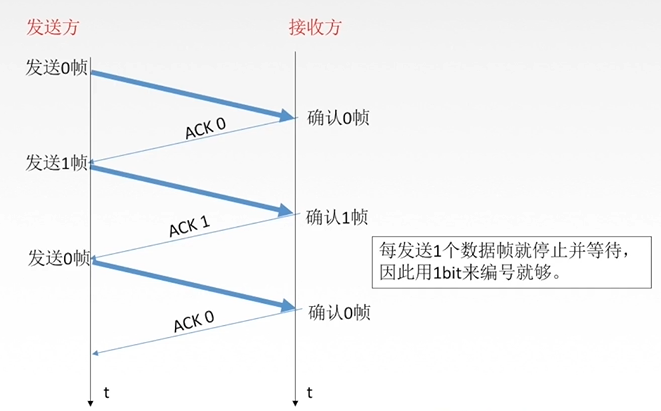 发送方
接收方
发送0帧
ACK 0
确认0帧
发送1帧
ACK 1
确认1帧
每发送1个数据帧就停止并等待，
因此用1bit来编号就够。
发送0帧
ACK 0
确认0帧
t
t